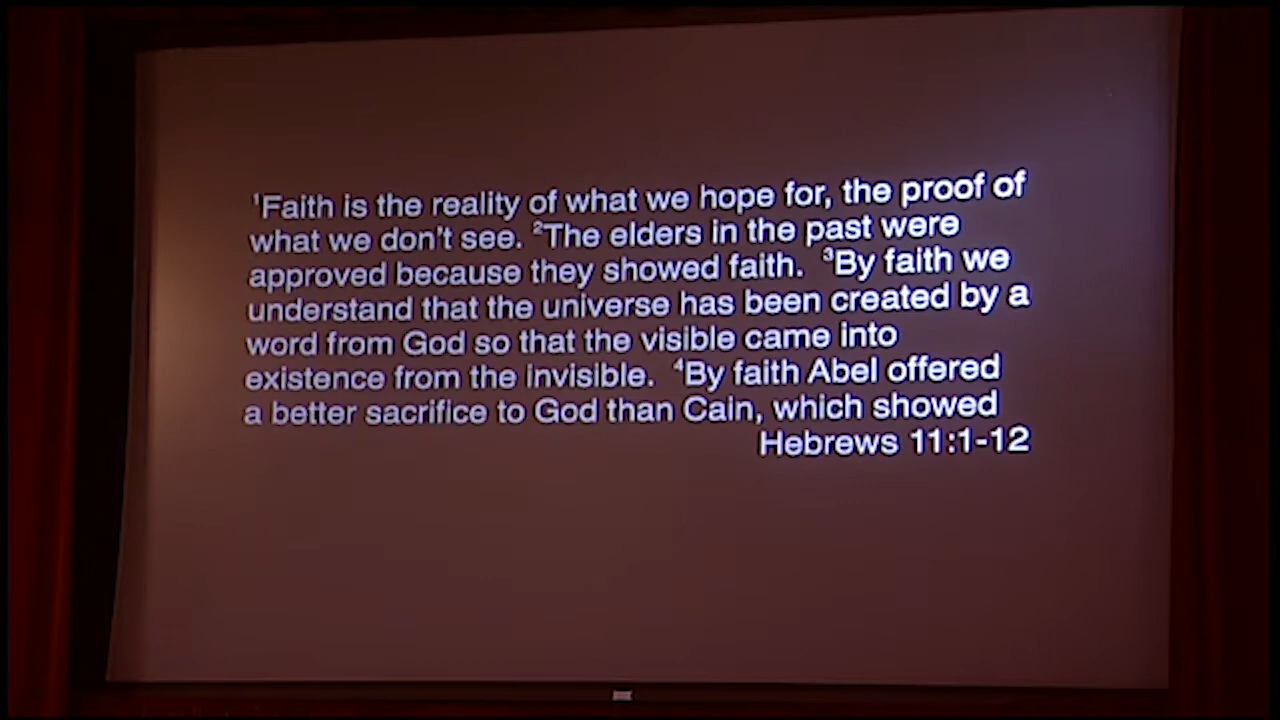 ¹Faith is the reality of what we hope for, the proof of
what we don't see. ²The elders in the past were
approved because they showed faith. ³By faith we
understand that the universe has been created by a
word from God so that the visible came into
existence from the invisible. ⁴By faith Abel offered
a better sacrifice to God than Cain, which showed
Hebrews 11:1-12